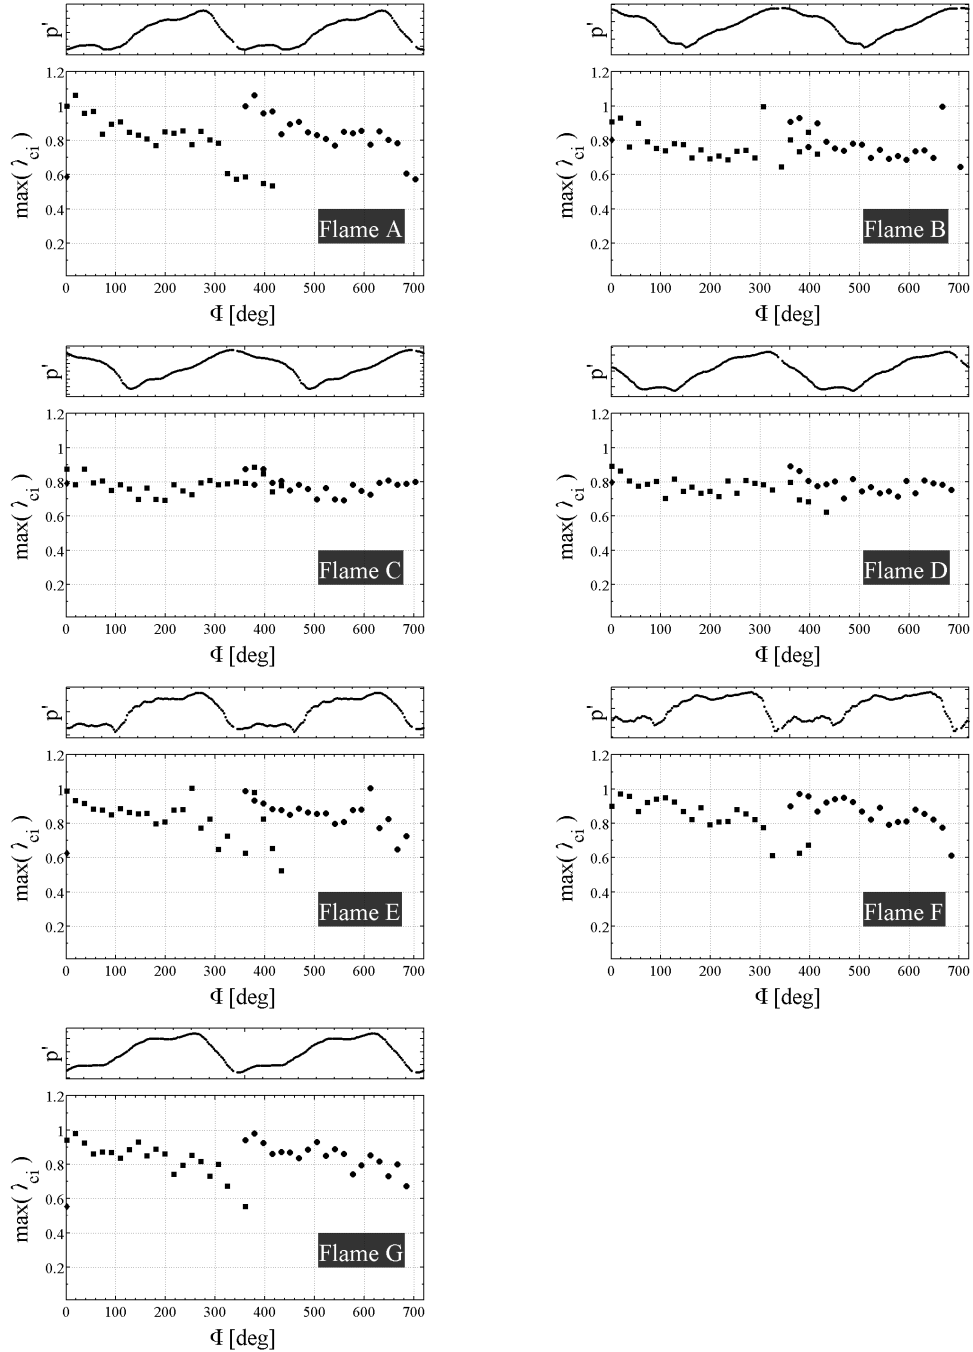 p' p'
1.2 1.2
1 1
0.8 0.8
0.6 0.6
0.4 0.4
0.2 0.2
max( λci ) max( λci )
Flame A Flame B
0 100 200 300 400 500 600 700 0 100 200 300 400 500 600 700
Φ [deg] Φ [deg]
p' p'
1.2 1.2
1 1
0.8 0.8
0.6 0.6
0.4 0.4
0.2 0.2
max( λci ) max( λci )
Flame C Flame D
0 100 200 300 400 500 600 700 0 100 200 300 400 500 600 700
Φ [deg] Φ [deg]
p' p'
1.2 1.2
1 1
0.8 0.8
0.6 0.6
0.4 0.4
0.2 0.2
max( λci ) max( λci )
Flame E Flame F
0 100 200 300 400 500 600 700 0 100 200 300 400 500 600 700
Φ [deg] Φ [deg]
p'
1.2
1
0.8
0.6
0.4
0.2
max( λci )
Flame G
0 100 200 300 400 500 600 700
Φ [deg]